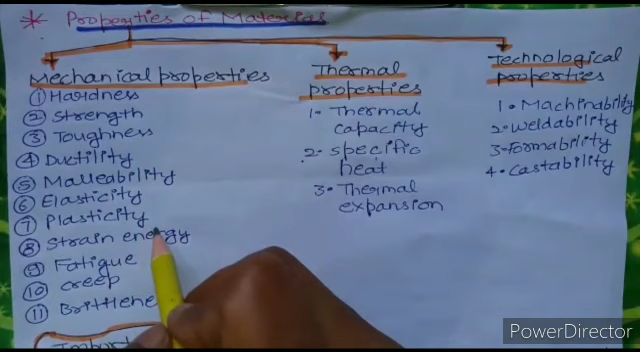 * Properties of Materias
Mechanical properties
① Hardness
② Strength
③ Toughness
④ Ductility
⑤ Malleability
⑥ Elasticity
⑦ Plasticity
⑧ Strain energy
⑨ Fatigue
⑩ creep
⑪ Brittlene
Thermal
properties
1. Thermal
capacity
2. specific
heat
3. Thermal
expansion
Technological
properties
1. Machinability
2. Weldability
3. Formability
4. Castability
PowerDirector